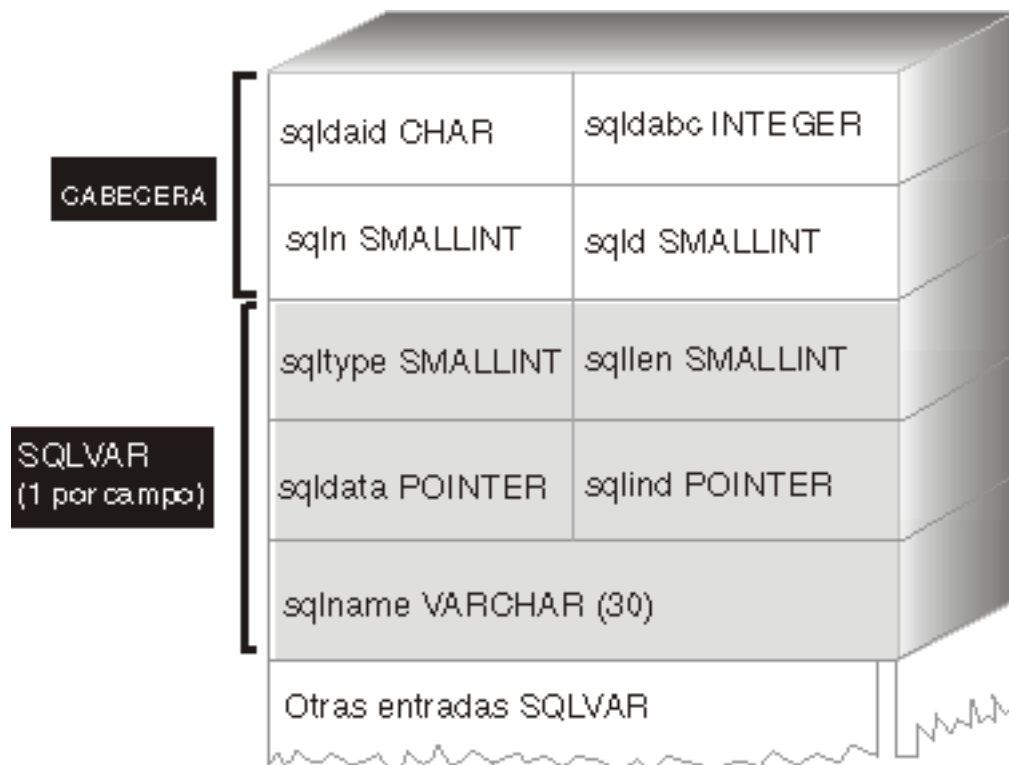 CABECERA
sqldaid CHAR
sqldabc INTEGER
sqln SMALLINT
sqld SMALLINT
SQLVAR
(1 por campo)
sqltype SMALLINT
sqllen SMALLINT
sqldata POINTER
sqlind POINTER
sqlname VARCHAR (30)
Otras entradas SQLVAR